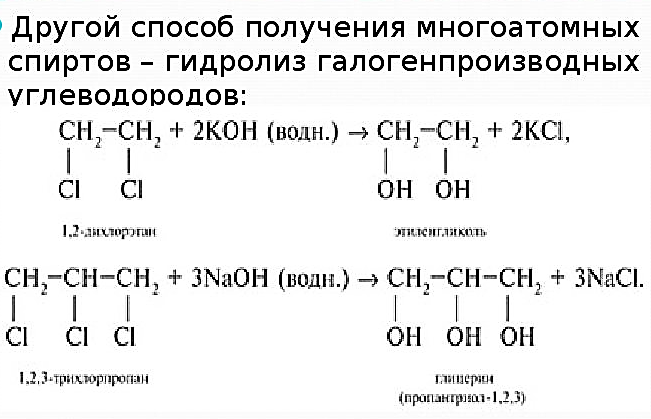 Другой способ получения многоатомных
спиртов – гидролиз галогенпроизводных
углеводородов:
CH₂–CH₂ + 2KOH (водн.) → CH₂–CH₂ + 2KCl,
| | | |
Cl Cl OH OH
1,2-дихлорэтан этиленгликоль
CH₂–CH–CH₂ + 3NaOH (водн.) → CH₂–CH–CH₂ + 3NaCl.
| | | | | |
Cl Cl Cl OH OH OH
1,2,3-трихлорпропан глицерин
(пропантриол-1,2,3)